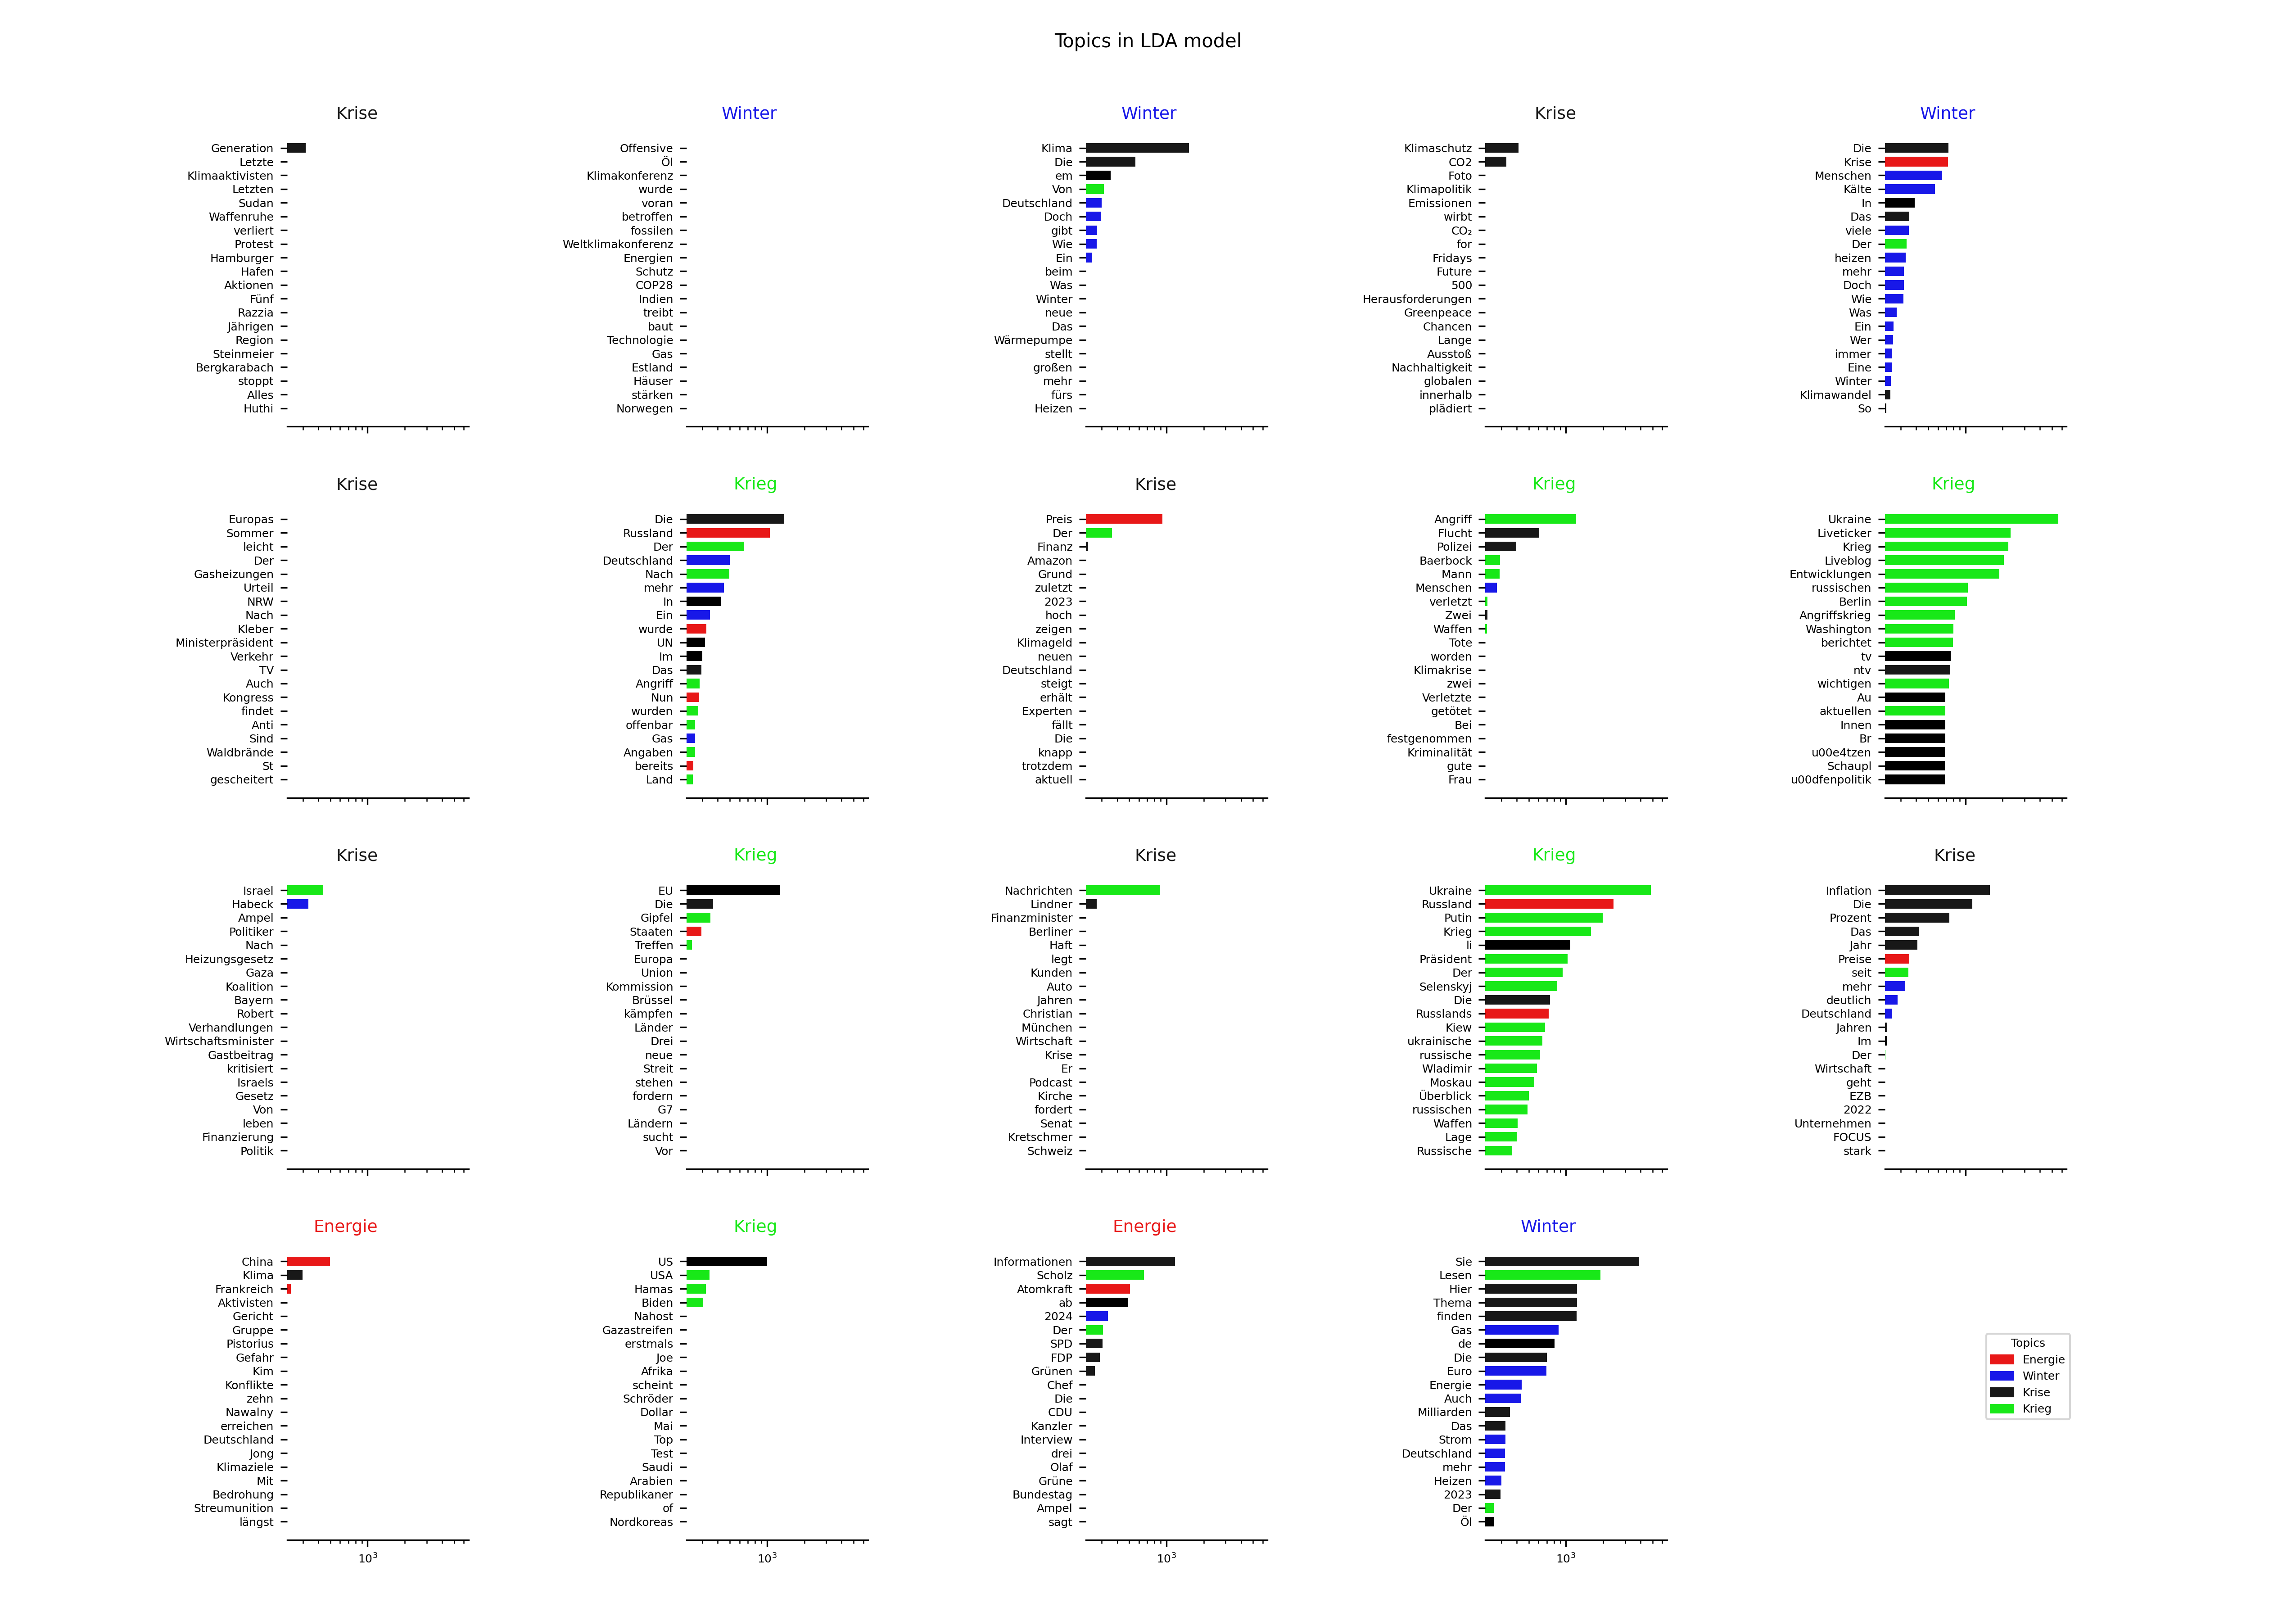 Topics in LDA model
Krise
Generation
Letzte
Klimaaktivisten
Letzten
Sudan
Waffenruhe
verliert
Protest
Hamburger
Hafen
Aktionen
Fünf
Razzia
Jährigen
Region
Steinmeier
Bergkarabach
stoppt
Alles
Huthi
Winter
Offensive
Öl
Klimakonferenz
wurde
voran
betroffen
fossilen
Weltklimakonferenz
Energien
Schutz
COP28
Indien
treibt
baut
Technologie
Gas
Estland
Häuser
stärken
Norwegen
Winter
Klima
Die
em
Von
Deutschland
Doch
gibt
Wie
Ein
beim
Was
Winter
neue
Das
Wärmepumpe
stellt
großen
mehr
fürs
Heizen
Krise
Klimaschutz
CO2
Foto
Klimapolitik
Emissionen
wirbt
CO₂
for
Fridays
Future
500
Herausforderungen
Greenpeace
Chancen
Lange
Ausstoß
Nachhaltigkeit
globalen
innerhalb
plädiert
Winter
Die
Krise
Menschen
Kälte
In
Das
viele
Der
heizen
mehr
Doch
Wie
Was
Ein
Wer
immer
Eine
Winter
Klimawandel
So
Krise
Europas
Sommer
leicht
Der
Gasheizungen
Urteil
NRW
Nach
Kleber
Ministerpräsident
Verkehr
TV
Auch
Kongress
findet
Anti
Sind
Waldbrände
St
gescheitert
Krieg
Die
Russland
Der
Deutschland
Nach
mehr
In
Ein
wurde
UN
Im
Das
Angriff
Nun
wurden
offenbar
Gas
Angaben
bereits
Land
Krise
Preis
Der
Finanz
Amazon
Grund
zuletzt
2023
hoch
zeigen
Klimageld
neuen
Deutschland
steigt
erhält
Experten
fällt
Die
knapp
trotzdem
aktuell
Krieg
Angriff
Flucht
Polizei
Baerbock
Mann
Menschen
verletzt
Zwei
Waffen
Tote
worden
Klimakrise
zwei
Verletzte
getötet
Bei
festgenommen
Kriminalität
gute
Frau
Krieg
Ukraine
Liveticker
Krieg
Liveblog
Entwicklungen
russischen
Berlin
Angriffskrieg
Washington
berichtet
tv
ntv
wichtigen
Au
aktuellen
Innen
Br
u00e4tzen
Schaupl
u00dfenpolitik
Krise
Israel
Habeck
Ampel
Politiker
Nach
Heizungsgesetz
Gaza
Koalition
Bayern
Robert
Verhandlungen
Wirtschaftsminister
Gastbeitrag
kritisiert
Israels
Gesetz
Von
leben
Finanzierung
Politik
Krieg
EU
Die
Gipfel
Staaten
Treffen
Europa
Union
Kommission
Brüssel
kämpfen
Länder
Drei
neue
Streit
stehen
fordern
G7
Ländern
sucht
Vor
Krise
Nachrichten
Lindner
Finanzminister
Berliner
Haft
legt
Kunden
Auto
Jahren
Christian
München
Wirtschaft
Krise
Er
Podcast
Kirche
fordert
Senat
Kretschmer
Schweiz
Krieg
Ukraine
Russland
Putin
Krieg
li
Präsident
Der
Selenskyj
Die
Russlands
Kiew
ukrainische
russische
Wladimir
Moskau
Überblick
russischen
Waffen
Lage
Russische
Krise
Inflation
Die
Prozent
Das
Jahr
Preise
seit
mehr
deutlich
Deutschland
Jahren
Im
Der
Wirtschaft
geht
EZB
2022
Unternehmen
FOCUS
stark
Energie
China
Klima
Frankreich
Aktivisten
Gericht
Gruppe
Pistorius
Gefahr
Kim
Konflikte
zehn
Nawalny
erreichen
Deutschland
Jong
Klimaziele
Mit
Bedrohung
Streumunition
längst
10³
Krieg
US
USA
Hamas
Biden
Nahost
Gazastreifen
erstmals
Joe
Afrika
scheint
Schröder
Dollar
Mai
Top
Test
Saudi
Arabien
Republikaner
of
Nordkoreas
10³
Energie
Informationen
Scholz
Atomkraft
ab
2024
Der
SPD
FDP
Grünen
Chef
Die
CDU
Kanzler
Interview
drei
Olaf
Grüne
Bundestag
Ampel
sagt
10³
Winter
Sie
Lesen
Hier
Thema
finden
Gas
de
Die
Euro
Energie
Auch
Milliarden
Das
Strom
Deutschland
mehr
Heizen
2023
Der
Öl
10³
Topics
Energie
Winter
Krise
Krieg